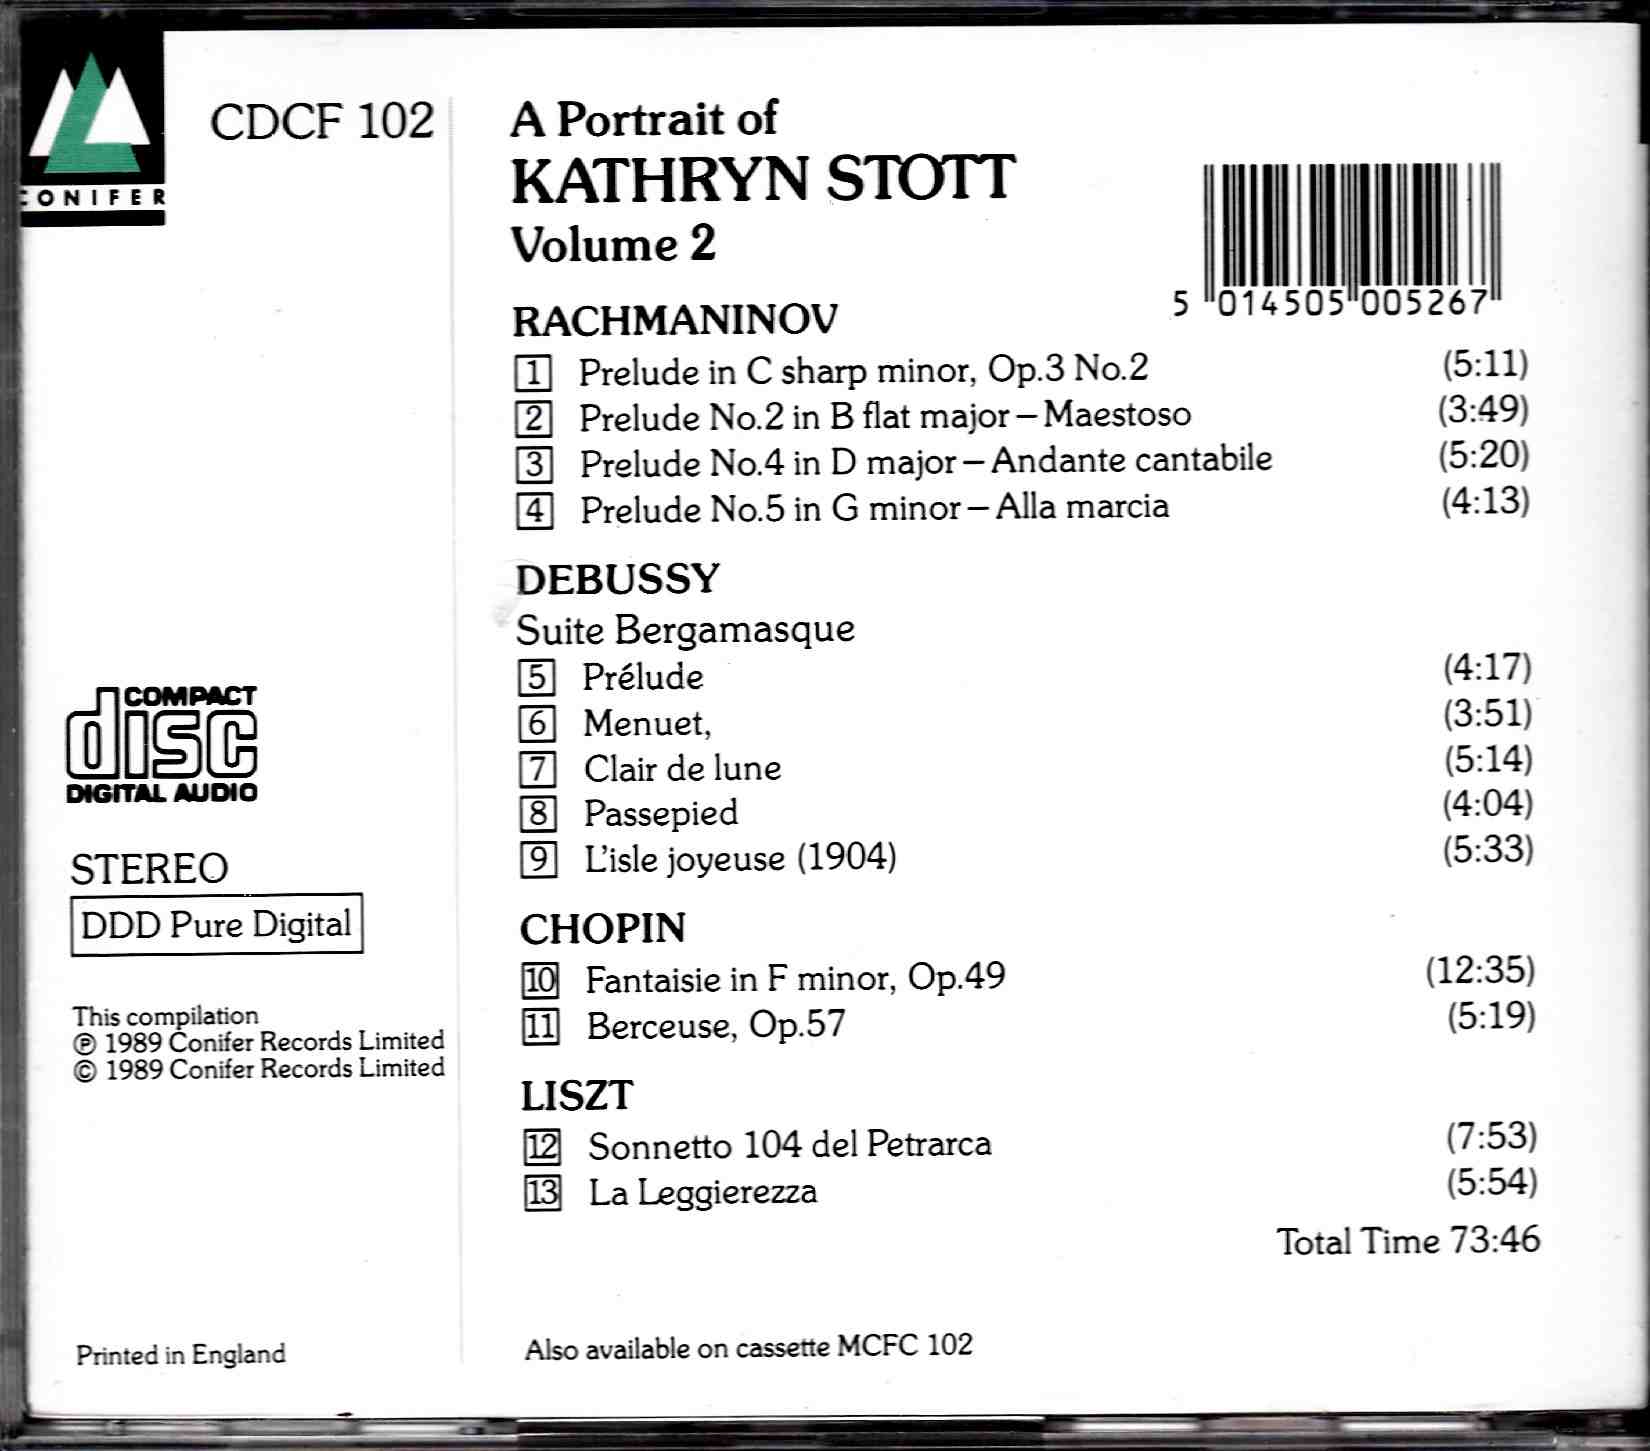 CONIFER
CDCF 102
A Portrait of
KATHRYN STOTT
Volume 2
5 014505 005267
RACHMANINOV
1 Prelude in C sharp minor, Op.3 No.2 (5:11)
2 Prelude No.2 in B flat major – Maestoso (3:49)
3 Prelude No.4 in D major – Andante cantabile (5:20)
4 Prelude No.5 in G minor – Alla marcia (4:13)
DEBUSSY
Suite Bergamasque
5 Prélude (4:17)
6 Menuet, (3:51)
7 Clair de lune (5:14)
8 Passepied (4:04)
9 L'isle joyeuse (1904) (5:33)
CHOPIN
10 Fantaisie in F minor, Op.49 (12:35)
11 Berceuse, Op.57 (5:19)
LISZT
12 Sonnetto 104 del Petrarca (7:53)
13 La Leggierezza (5:54)
Total Time 73:46
Also available on cassette MCFC 102
COMPACT
disc
DIGITAL AUDIO
STEREO
DDD Pure Digital
This compilation
℗ 1989 Conifer Records Limited
© 1989 Conifer Records Limited
Printed in England